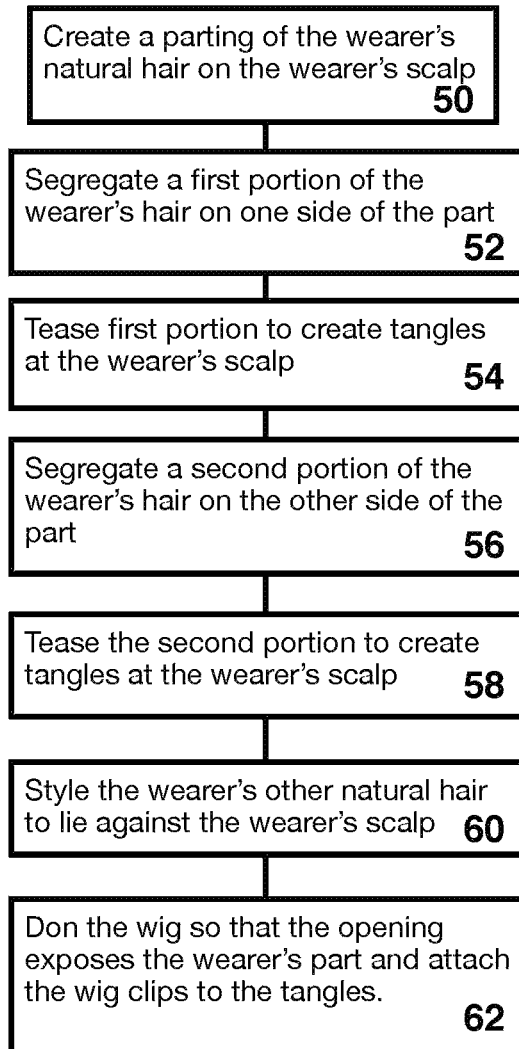 Create a parting of the wearer's
natural hair on the wearer's scalp
50
Segregate a first portion of the
wearer's hair on one side of the part
52
Tease first portion to create tangles
at the wearer's scalp
54
Segregate a second portion of the
wearer's hair on the other side of the
part
56
Tease the second portion to create
tangles at the wearer's scalp 58
Style the wearer's other natural hair
to lie against the wearer's scalp 60
Don the wig so that the opening
exposes the wearer's part and attach
the wig clips to the tangles.
62